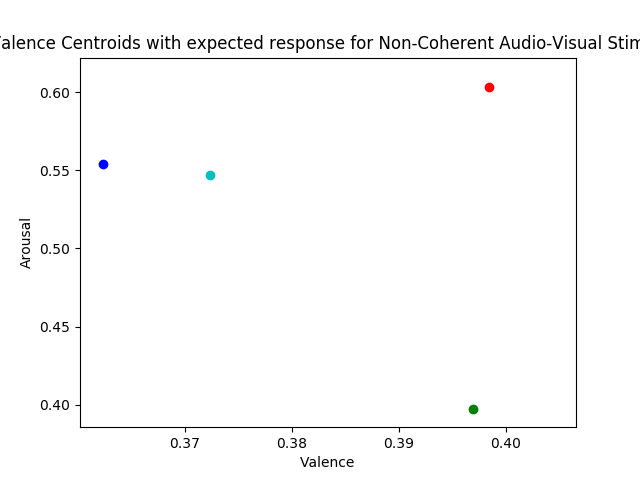 Valence Centroids with expected response for Non-Coherent Audio-Visual Stim
0.60
0.55
0.50
0.45
0.40
Arousal
0.37 0.38 0.39 0.40
Valence